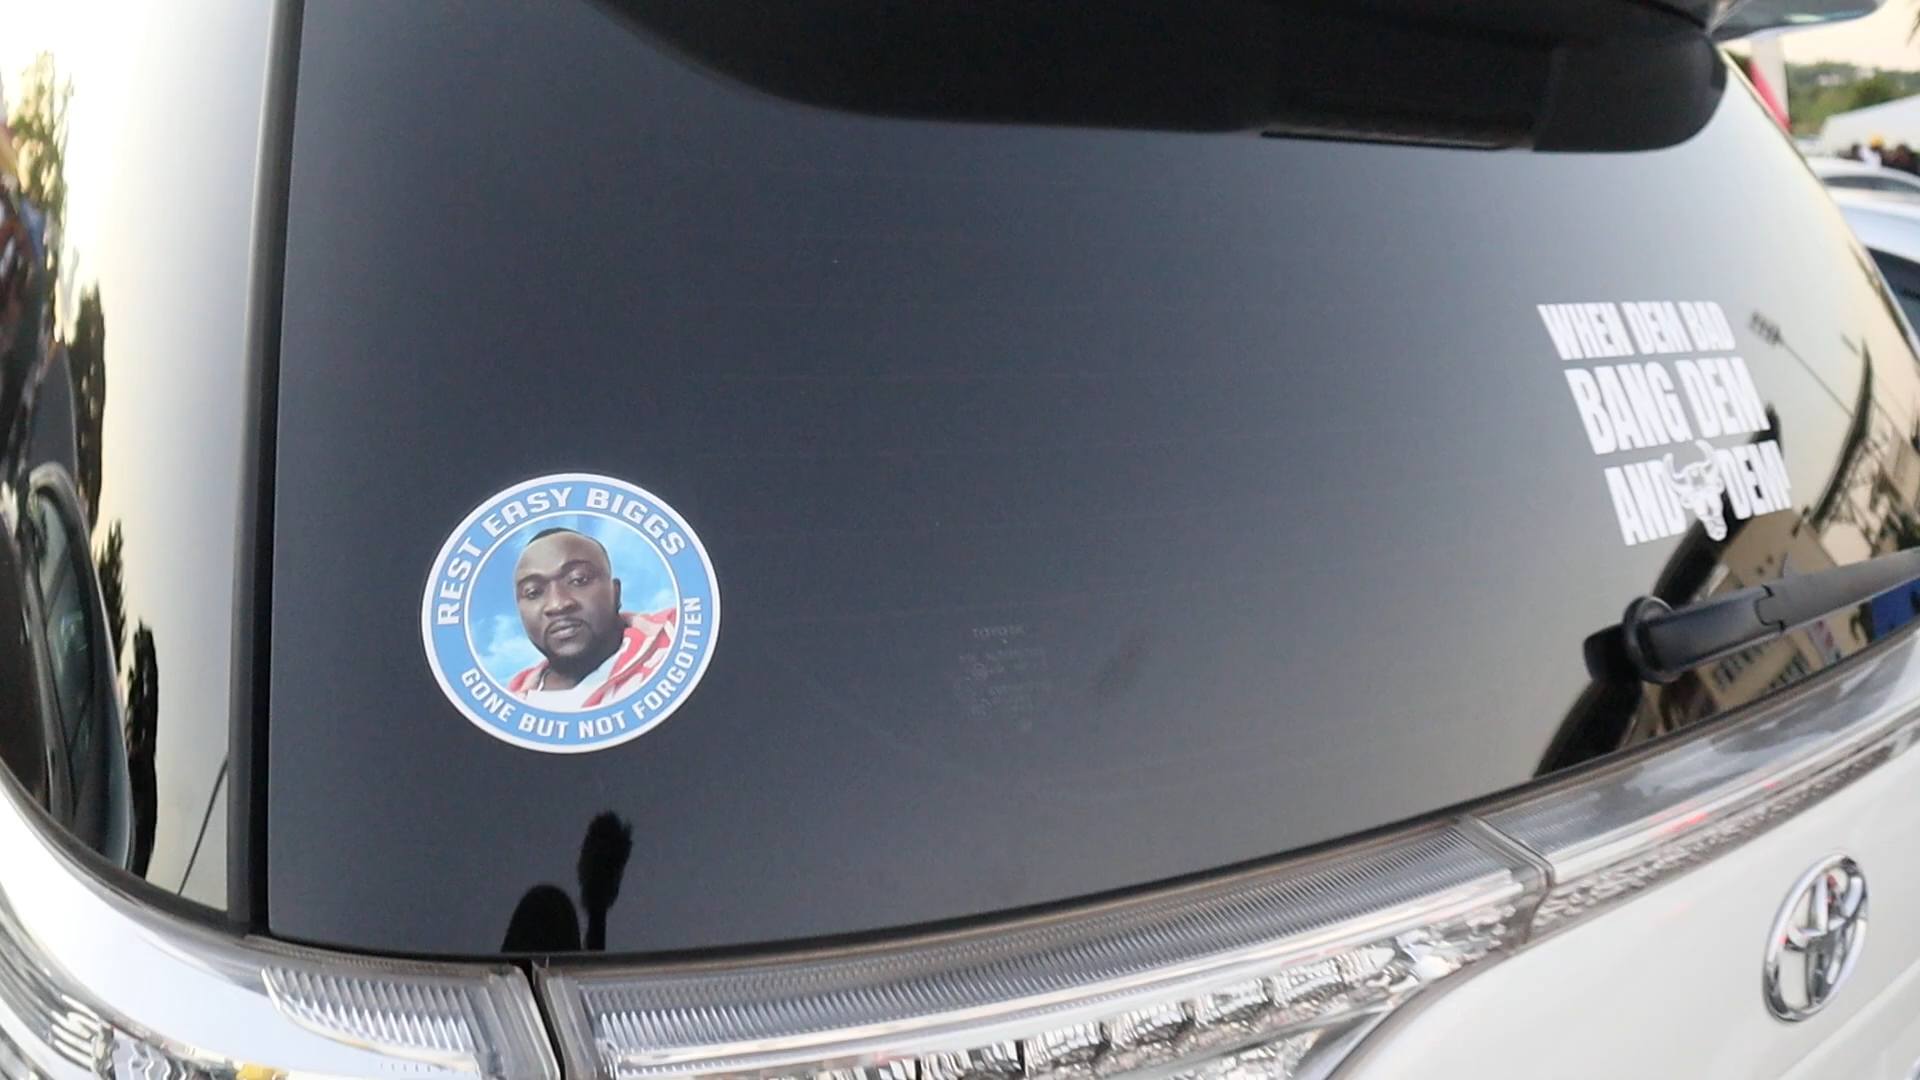 REST EASY BIGGS
GONE BUT NOT FORGOTTEN
WHEN DEM BAD
BANG DEM
AND DEM